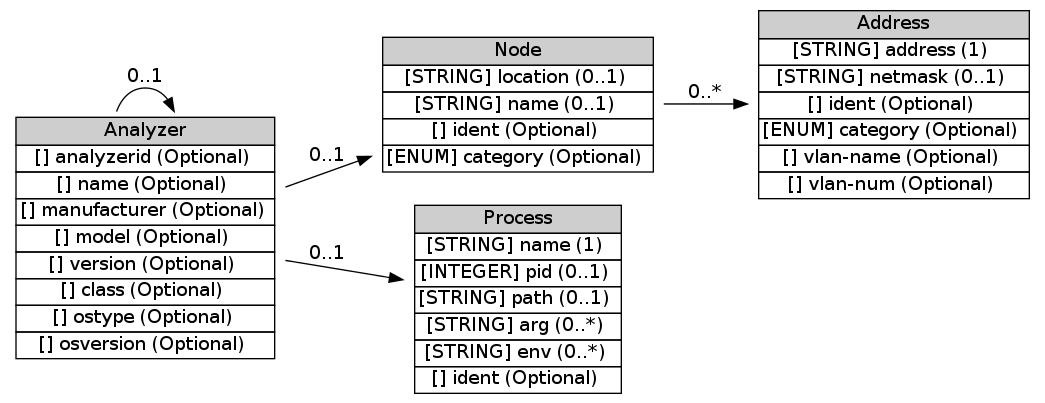 0..1
Analyzer
[] analyzerid (Optional)
[] name (Optional)
[] manufacturer (Optional)
[] model (Optional)
[] version (Optional)
[] class (Optional)
[] ostype (Optional)
[] osversion (Optional)
0..1
0..1
Node
[STRING] location (0..1)
[STRING] name (0..1)
[] ident (Optional)
[ENUM] category (Optional)
Process
[STRING] name (1)
[INTEGER] pid (0..1)
[STRING] path (0..1)
[STRING] arg (0..*)
[STRING] env (0..*)
[] ident (Optional)
0..*
Address
[STRING] address (1)
[STRING] netmask (0..1)
[] ident (Optional)
[ENUM] category (Optional)
[] vlan-name (Optional)
[] vlan-num (Optional)